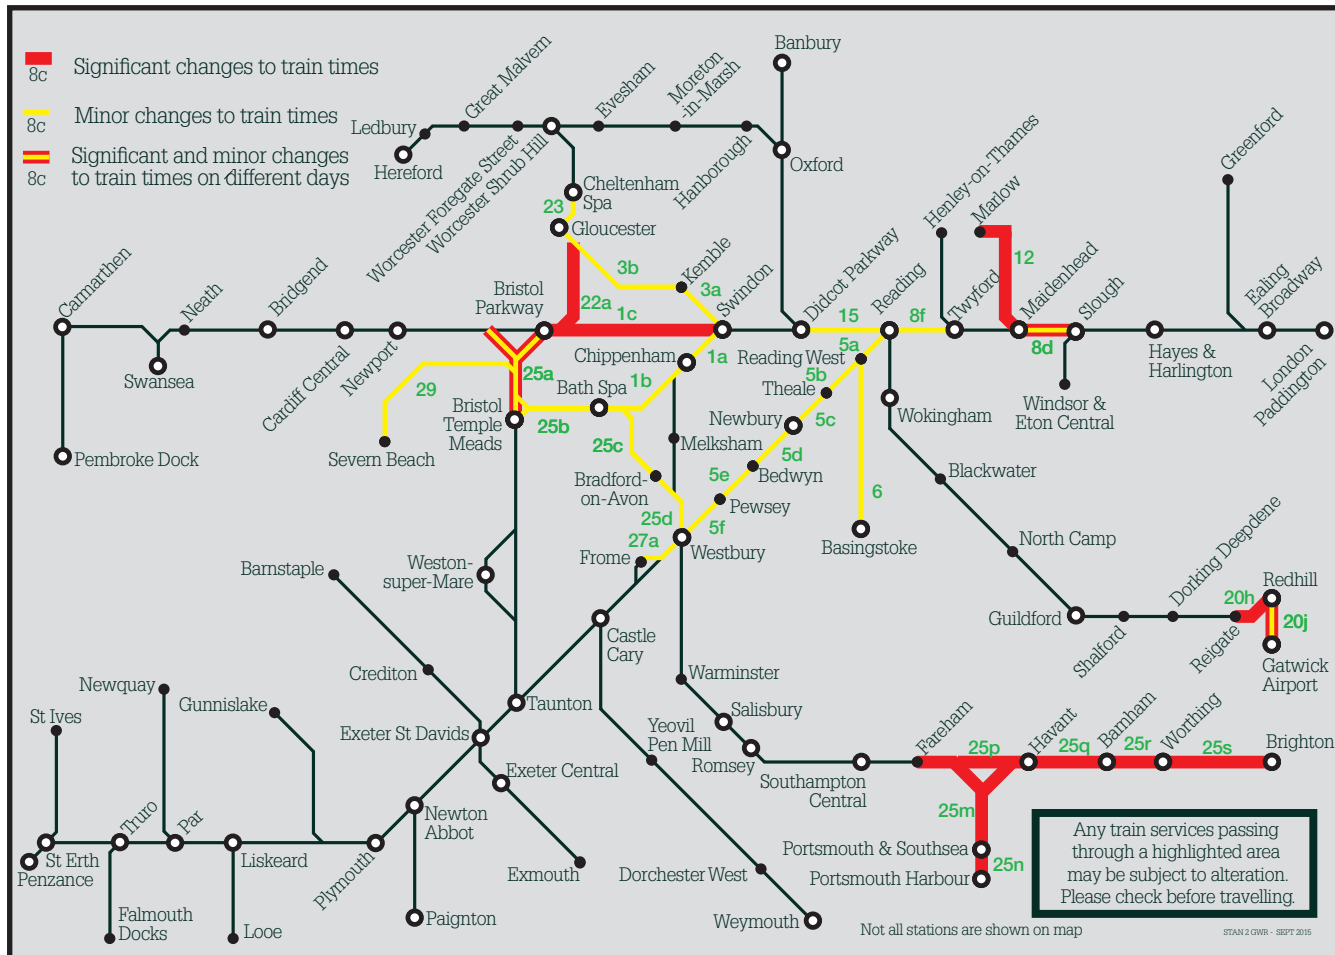 8c
Significant changes to train times
8c
Minor changes to train times
8c
Significant and minor changes
to train times on different days
Banbury
Great Malvern
Evesham
Moreton
-in-Marsh
Ledbury
Hereford
Worcester Foregate Street
Worcester Shrub Hill
Hanborough
Oxford
Cheltenham
Spa
23
Gloucester
Henley-on-Thames
Marlow
Greenford
12
Carmarthen
Neath
Bridgend
Bristol
Parkway
22a
3b
Kemble
3a
1c
Swindon
Didcot Parkway
15
Reading
8f
Twyford
Maidenhead
8d
Slough
Ealing
Broadway
Swansea
Cardiff Central
Newport
29
25a
Chippenham
1a
1b
Bath Spa
Reading West
5a
Theale
5b
Hayes &
Harlington
London
Paddington
Windsor &
Eton Central
Wokingham
Newbury
5c
Pembroke Dock
Severn Beach
Bristol
Temple
Meads
25b
25c
Melksham
5d
Bedwyn
Blackwater
Bradford-
on-Avon
5e
Pewsey
6
25d
5f
27a
Westbury
Basingstoke
North Camp
Frome
Weston-
super-Mare
Barnstaple
Dorking Deepdene
Redhill
20h
20j
Guildford
Shalford
Reigate
Gatwick
Airport
Castle
Cary
Crediton
Warminster
Newquay
Gunnislake
St Ives
Taunton
Salisbury
Exeter St Davids
Yeovil
Pen Mill
Romsey
Fareham
25p
Havant
25q
Barnham
25r
Worthing
25s
Brighton
Exeter Central
Southampton
Central
25m
Newton
Abbot
Truro
Par
St Erth
Penzance
Liskeard
Plymouth
Exmouth
Dorchester West
Portsmouth & Southsea
25n
Portsmouth Harbour
Any train services passing
through a highlighted area
may be subject to alteration.
Please check before travelling.
Falmouth
Docks
Looe
Paignton
Weymouth
Not all stations are shown on map
STAN 2 GWR - SEPT 2015